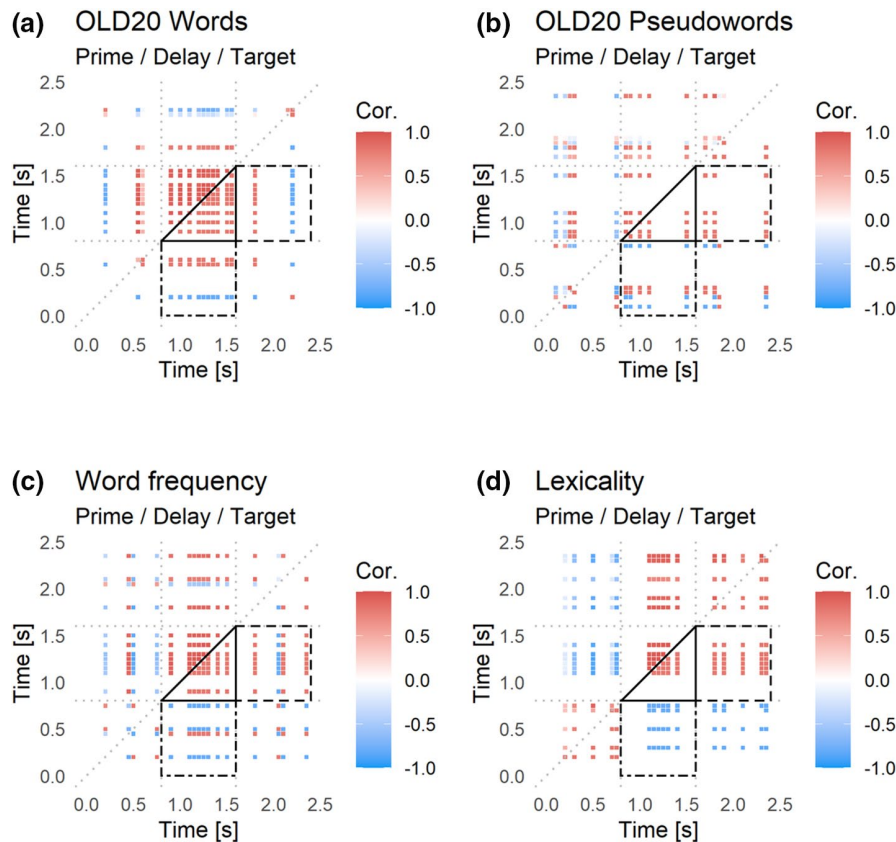 (a) OLD20 Words
Prime / Delay / Target
2.5
2.0
1.5
1.0
0.5
0.0
Time [s]
0.0 0.5 1.0 1.5 2.0 2.5
Time [s]
Cor.
1.0
0.5
0.0
-0.5
-1.0
(b) OLD20 Pseudowords
Prime / Delay / Target
2.5
2.0
1.5
1.0
0.5
0.0
Time [s]
0.0 0.5 1.0 1.5 2.0 2.5
Time [s]
Cor.
1.0
0.5
0.0
-0.5
-1.0
(c) Word frequency
Prime / Delay / Target
2.5
2.0
1.5
1.0
0.5
0.0
Time [s]
0.0 0.5 1.0 1.5 2.0 2.5
Time [s]
Cor.
1.0
0.5
0.0
-0.5
-1.0
(d) Lexicality
Prime / Delay / Target
2.5
2.0
1.5
1.0
0.5
0.0
Time [s]
0.0 0.5 1.0 1.5 2.0 2.5
Time [s]
Cor.
1.0
0.5
0.0
-0.5
-1.0